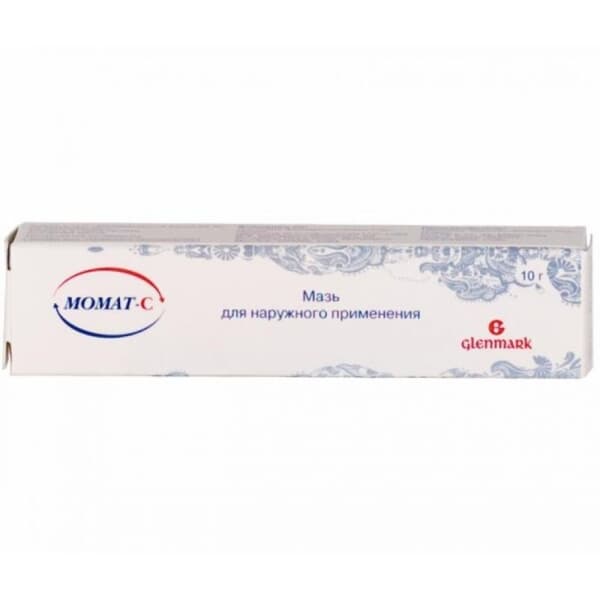 МОМАТ-С
Мазь
для наружного применения
10 г
G
Glenmark